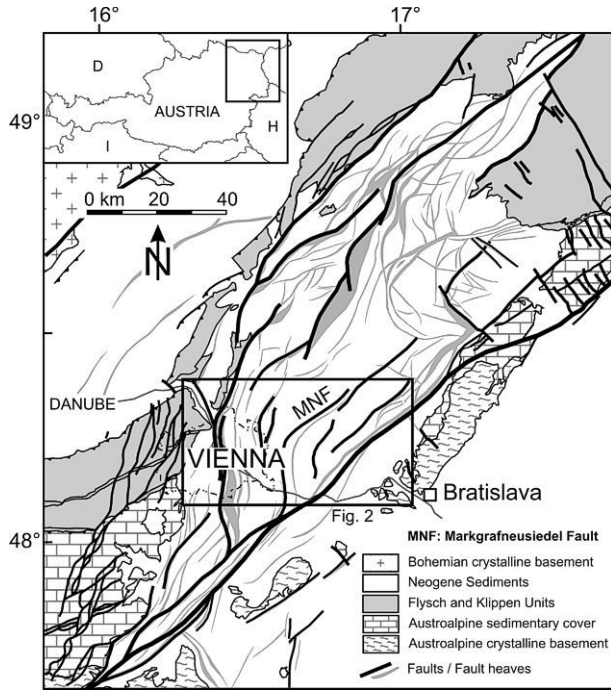 16°
17°
D
AUSTRIA
H
I
49°
0 km 20 40
N
DANUBE
MNF
VIENNA
Bratislava
Fig. 2
48°
MNF: Markgrafneusiedel Fault
Bohemian crystalline basement
Neogene Sediments
Flysch and Klippen Units
Austroalpine sedimentary cover
Austroalpine crystalline basement
Faults / Fault heaves